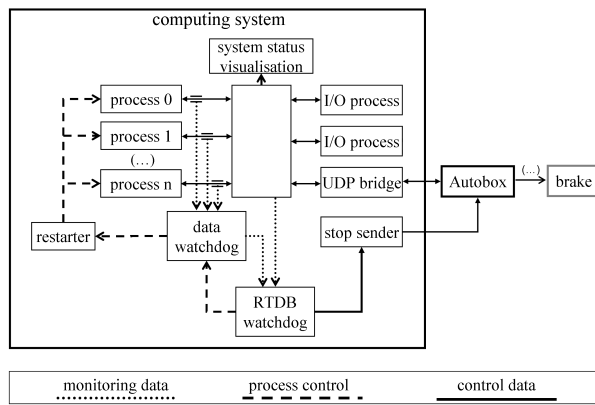 computing system
system status
visualisation
process 0
I/O process
process 1
I/O process
(...)
process n
UDP bridge
Autobox
(...)
brake
restarter
data
watchdog
stop sender
RTDB
watchdog
monitoring data
process control
control data